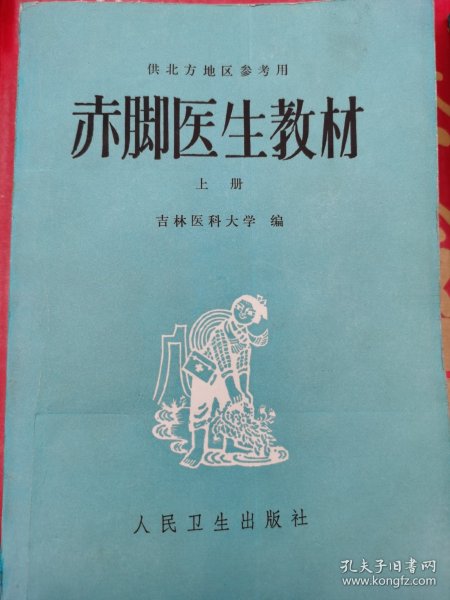 供北方地区参考用
赤脚医生教材
上 册
吉林医科大学 编
人民卫生出版社
孔夫子旧书网
www.kongfz.com